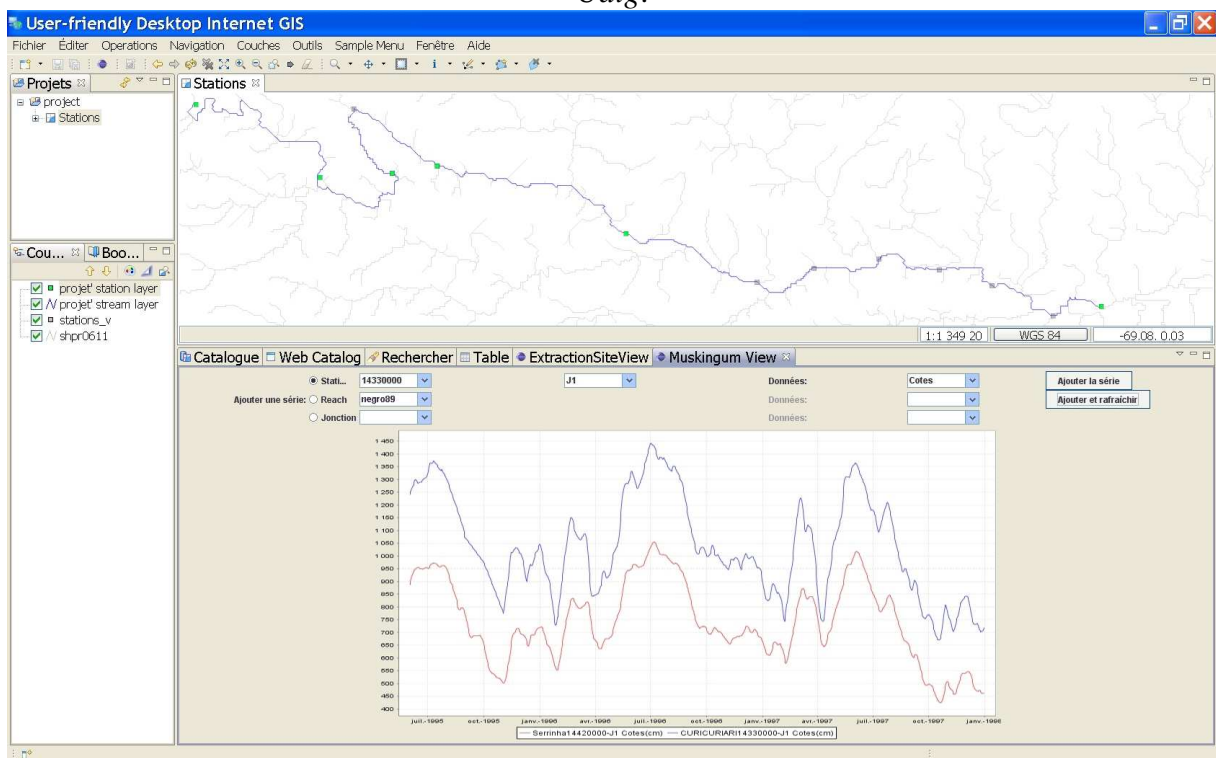 User-friendly Desktop Internet GIS
Fichier Éditer Operations Navigation Couches Outils Sample Menu Fenêtre Aide
Projets
project
Stations
Stations
Cou... Boo...
projet' station layer
projet' stream layer
stations_v
shpr0611
1:1 349 20 WGS 84 -69.08, 0.03
Catalogue Web Catalog Rechercher Table ExtractionSiteView Muskingum View
Stati... 14330000 J1 Données: Cotes Ajouter la série
Ajouter une série: Reach negro89 Données: Ajouter et rafraîchir
Jonction Données:
1 450
1 400
1 350
1 300
1 250
1 200
1 150
1 100
1 050
1 000
950
900
850
800
750
700
650
600
550
500
450
400
juil.-1995 oct.-1995 janv.-1996 avr.-1996 juil.-1996 oct.-1996 janv.-1997 avr.-1997 juil.-1997 oct.-1997 janv.-1998
Serrinha14420000-J1 Cotes(cm) CURICURIARI14330000-J1 Cotes(cm)